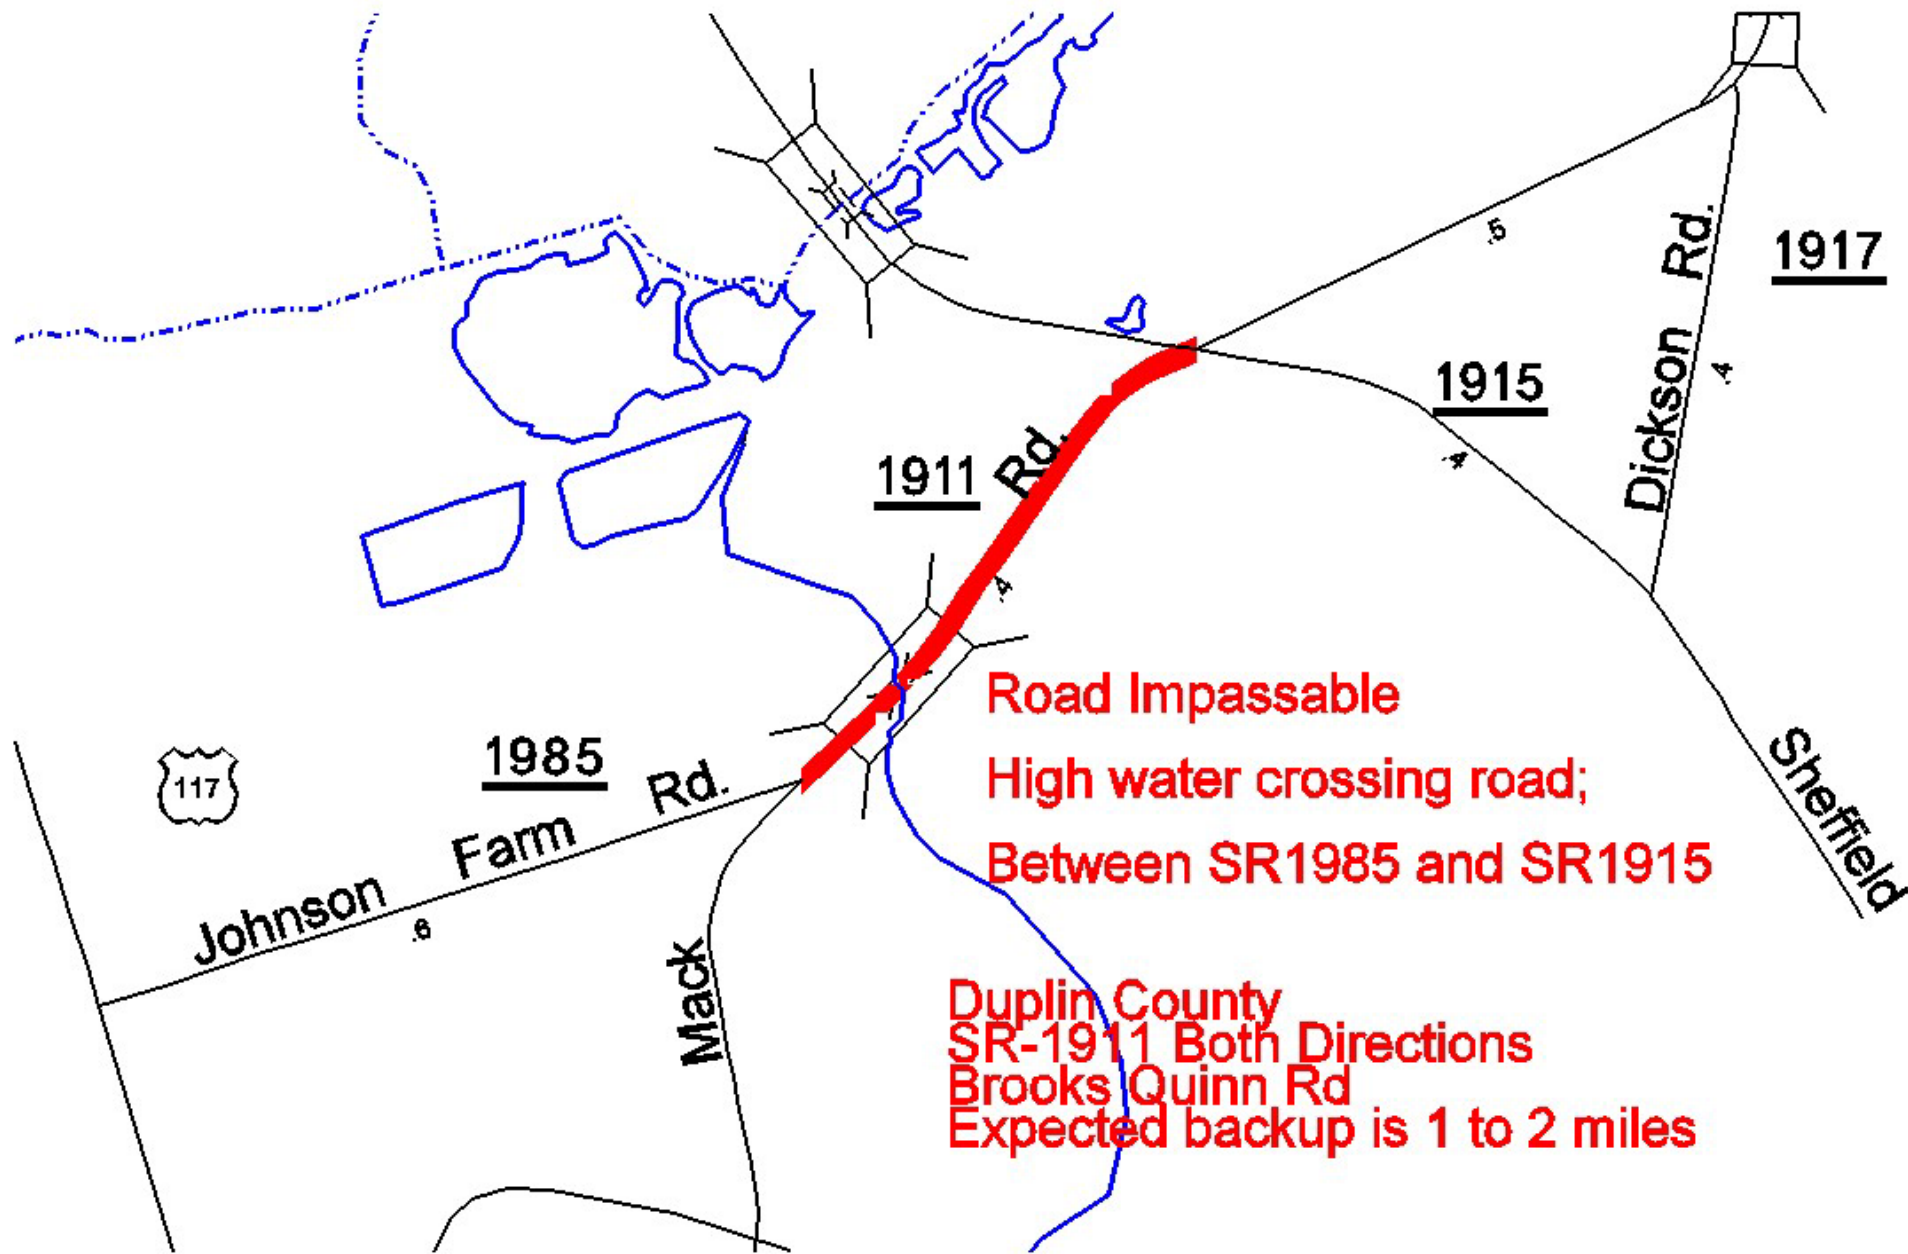 .5
Dickson Rd.
1917
.4
1915
.4
1911
Rd.
.4
Sheffield
Road Impassable
High water crossing road;
Between SR1985 and SR1915
117
1985
Johnson Farm Rd.
.6
Mack
Duplin County
SR-1911 Both Directions
Brooks Quinn Rd
Expected backup is 1 to 2 miles